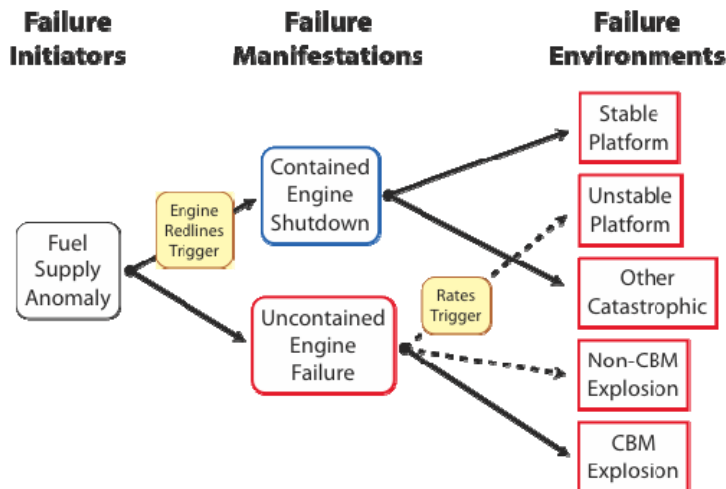 Failure
Initiators
Failure
Manifestations
Failure
Environments
Fuel
Supply
Anomaly
Engine
Redlines
Trigger
Contained
Engine
Shutdown
Uncontained
Engine
Failure
Rates
Trigger
Stable
Platform
Unstable
Platform
Other
Catastrophic
Non-CBM
Explosion
CBM
Explosion